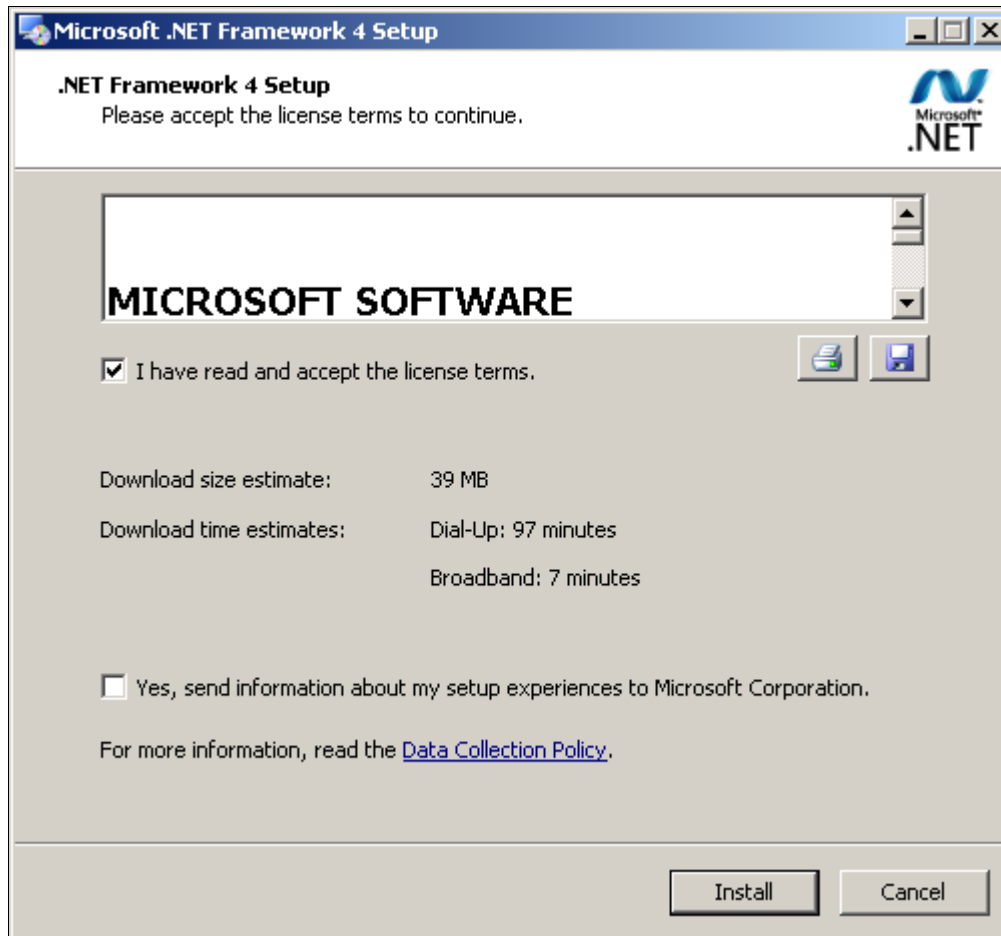 Microsoft .NET Framework 4 Setup
.NET Framework 4 Setup
Please accept the license terms to continue.
Microsoft®
.NET
MICROSOFT SOFTWARE
I have read and accept the license terms.
Download size estimate: 39 MB
Download time estimates: Dial-Up: 97 minutes
Broadband: 7 minutes
Yes, send information about my setup experiences to Microsoft Corporation.
For more information, read the Data Collection Policy.
Install Cancel